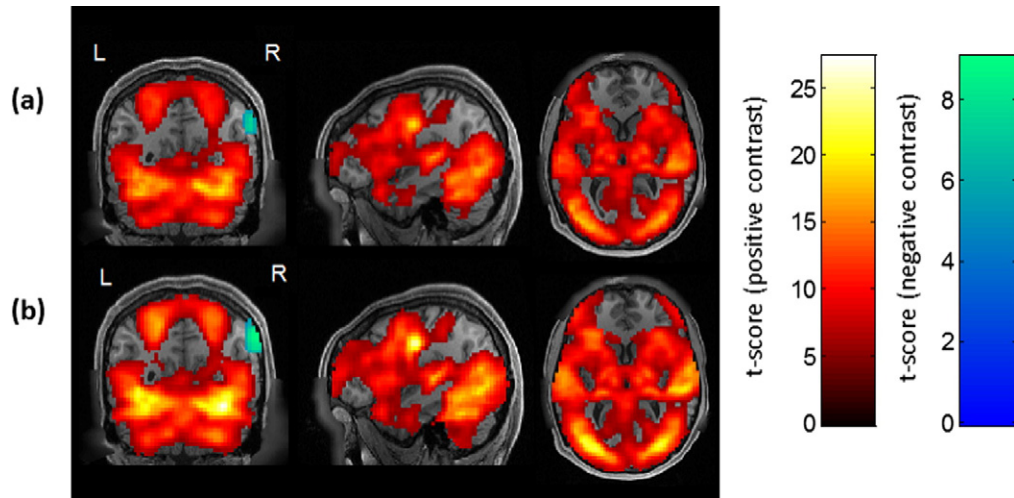 (a)
L
R
(b)
L
R
t-score (positive contrast)
25
20
15
10
5
0
t-score (negative contrast)
8
6
4
2
0